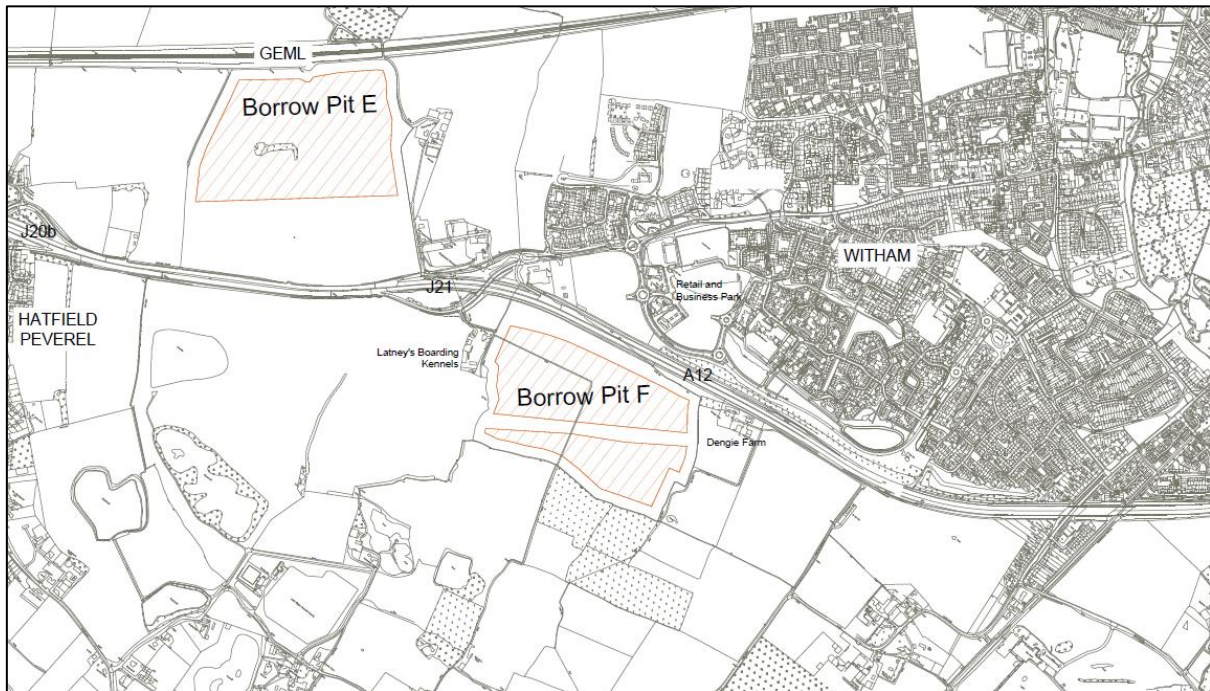 GEML
Borrow Pit E
J20b
HATFIELD
PEVEREL
J21
WITHAM
Retail and
Business Park
Latney's Boarding
Kennels
A12
Borrow Pit F
Dengie Farm